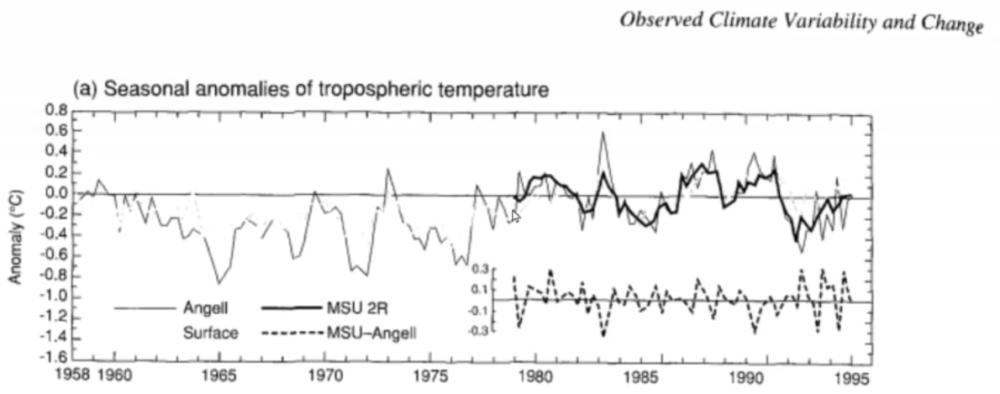 Observed Climate Variability and Change
(a) Seasonal anomalies of tropospheric temperature
Anomaly (°C)
0.8
0.6
0.4
0.2
0.0
-0.2
-0.4
-0.6
-0.8
-1.0
-1.2
-1.4
-1.6
0.3
0.1
-0.1
-0.3
Angell MSU 2R
Surface MSU–Angell
1958 1960 1965 1970 1975 1980 1985 1990 1995